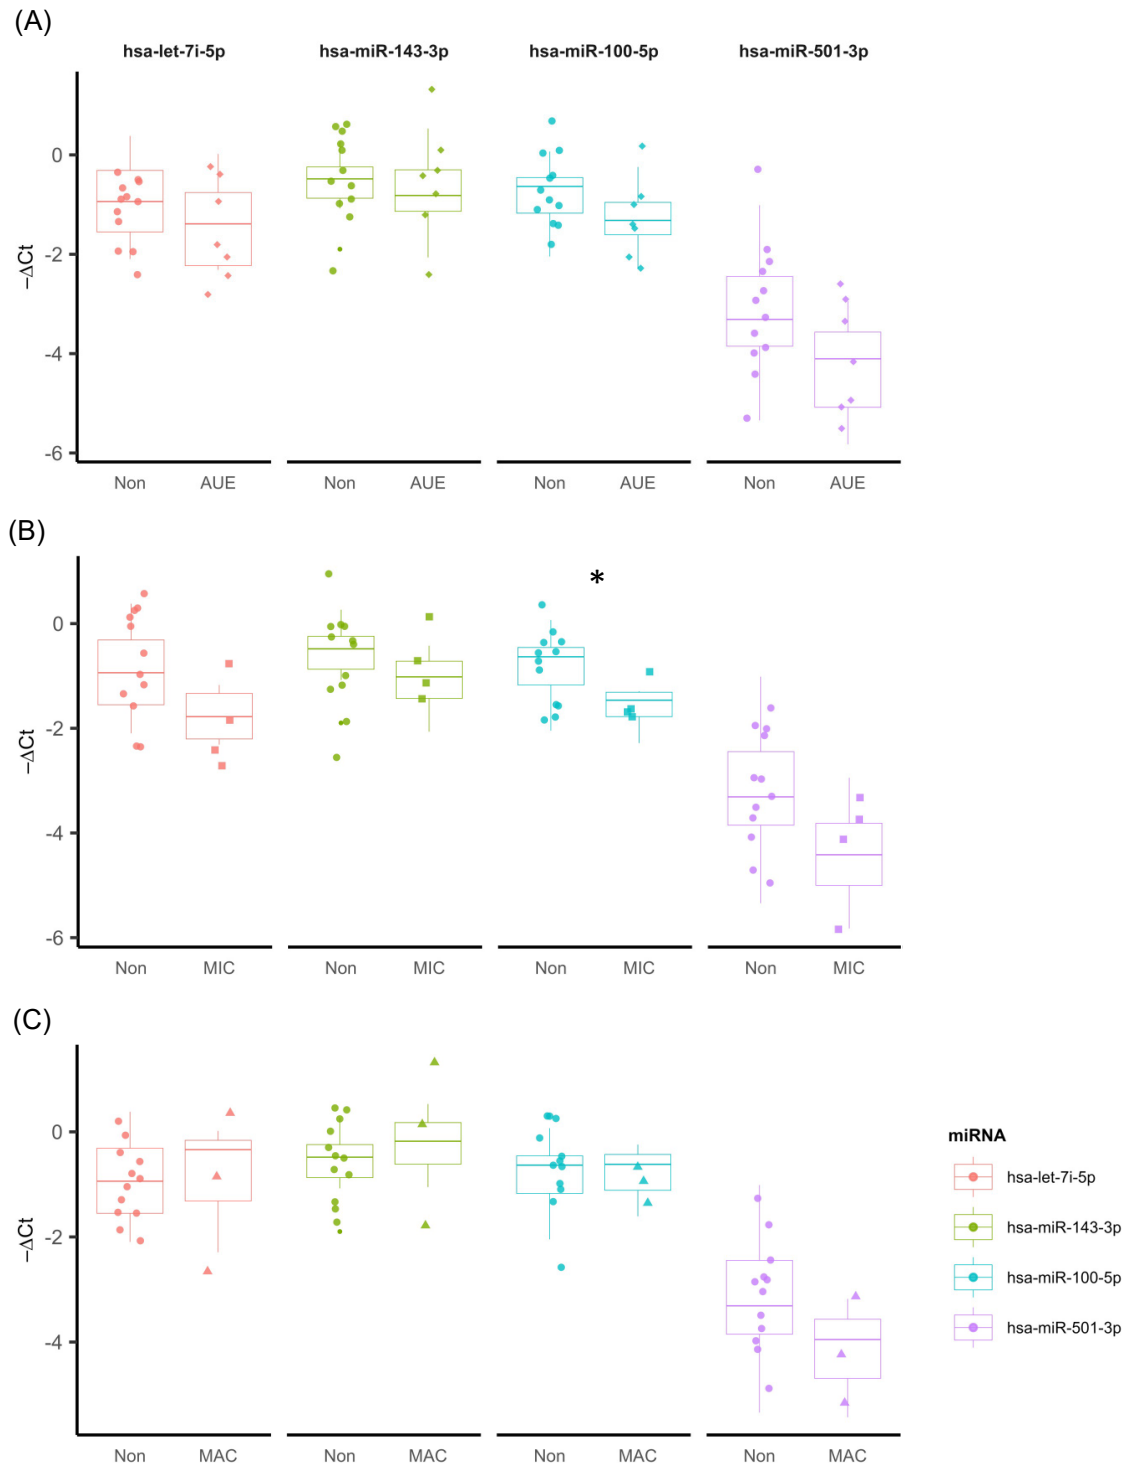 (A)
hsa-let-7i-5p hsa-miR-143-3p hsa-miR-100-5p hsa-miR-501-3p
0
-2
-4
-6
−ΔCt
Non AUE Non AUE Non AUE Non AUE
(B)
*
0
-2
-4
-6
−ΔCt
Non MIC Non MIC Non MIC Non MIC
(C)
0
-2
-4
−ΔCt
Non MAC Non MAC Non MAC Non MAC
miRNA
hsa-let-7i-5p
hsa-miR-143-3p
hsa-miR-100-5p
hsa-miR-501-3p